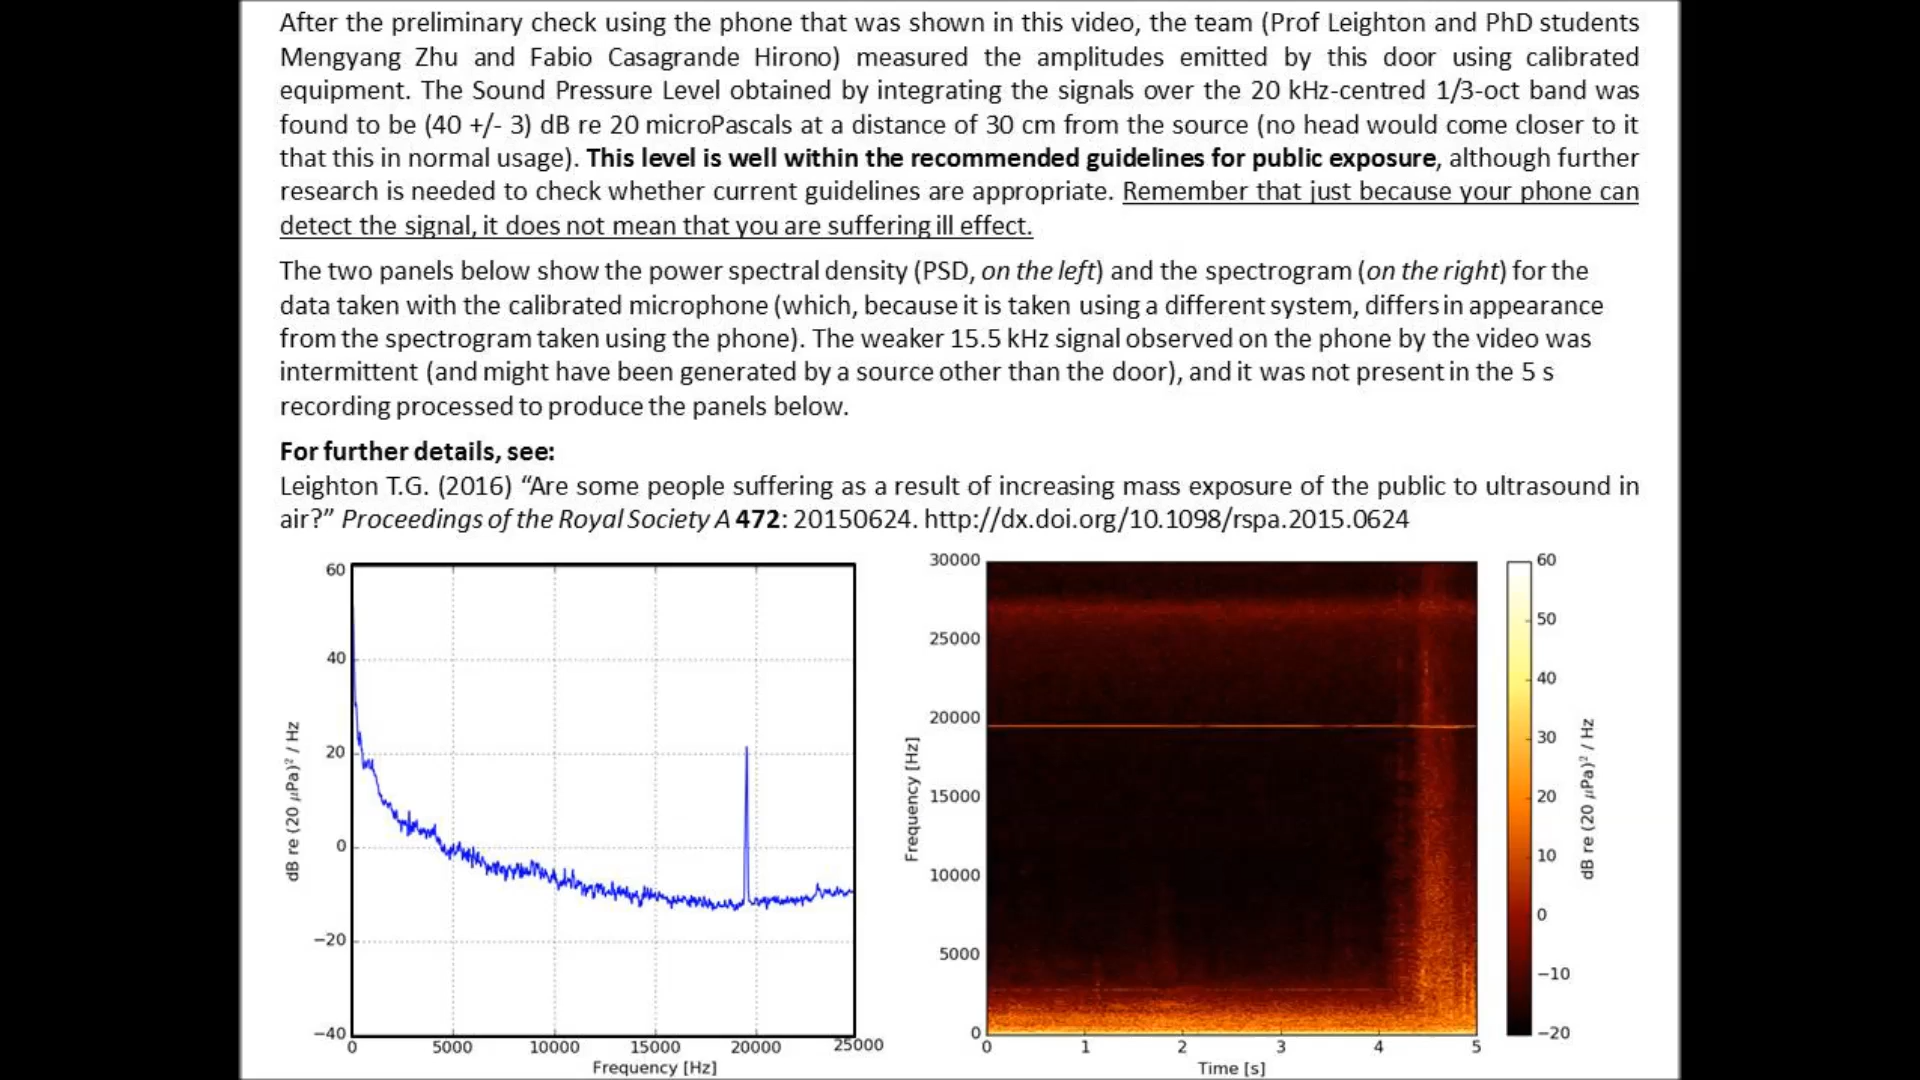 After the preliminary check using the phone that was shown in this video, the team (Prof Leighton and PhD students
Mengyang Zhu and Fabio Casagrande Hirono) measured the amplitudes emitted by this door using calibrated
equipment. The Sound Pressure Level obtained by integrating the signals over the 20 kHz-centred 1/3-oct band was
found to be (40 +/- 3) dB re 20 microPascals at a distance of 30 cm from the source (no head would come closer to it
that this in normal usage). This level is well within the recommended guidelines for public exposure, although further
research is needed to check whether current guidelines are appropriate. Remember that just because your phone can
detect the signal, it does not mean that you are suffering ill effect.
The two panels below show the power spectral density (PSD, on the left) and the spectrogram (on the right) for the
data taken with the calibrated microphone (which, because it is taken using a different system, differs in appearance
from the spectrogram taken using the phone). The weaker 15.5 kHz signal observed on the phone by the video was
intermittent (and might have been generated by a source other than the door), and it was not present in the 5 s
recording processed to produce the panels below.
For further details, see:
Leighton T.G. (2016) “Are some people suffering as a result of increasing mass exposure of the public to ultrasound in
air?” Proceedings of the Royal Society A 472: 20150624. http://dx.doi.org/10.1098/rspa.2015.0624
60
40
20
0
−20
−40
dB re (20 μPa)² / Hz
0 5000 10000 15000 20000 25000
Frequency [Hz]
30000
25000
20000
15000
10000
5000
0
Frequency [Hz]
0 1 2 3 4 5
Time [s]
60
50
40
30
20
10
0
−10
−20
dB re (20 μPa)² / Hz